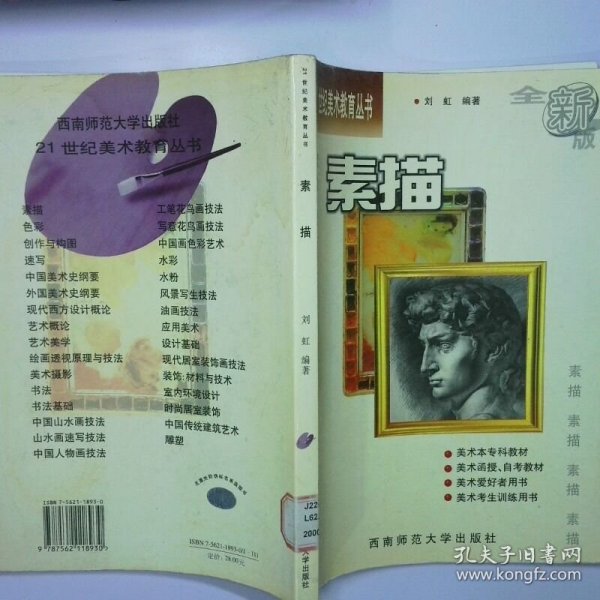 西南师范大学出版社
21世纪美术教育丛书
素描
色彩
创作与构图
速写
中国美术史纲要
外国美术史纲要
现代西方设计概论
艺术概论
艺术美学
绘画透视原理与技法
美术摄影
书法
书法基础
中国山水画技法
山水画速写技法
中国人物画技法
工笔花鸟画技法
写意花鸟画技法
中国画色彩艺术
水彩
水粉
风景写生技法
油画技法
应用美术
设计基础
现代居室装饰画技法
装饰:材料与技术
室内环境设计
时尚居室装饰
中国传统建筑艺术
雕塑
ISBN 7-5621-1893-0
9 787562 118930
定价: 28.00元
21世纪美术教育丛书
素描
刘虹 编著
J22
L62
2000
大学出版社
世纪美术教育丛书
• 刘 虹 编著
全新版
素描
素描 素描 素描 素描
• 美术本专科教材
• 美术函授、自考教材
• 美术爱好者用书
• 美术考生训练用书
西南师范大学出版社
孔夫子旧书网
www.kongfz.com